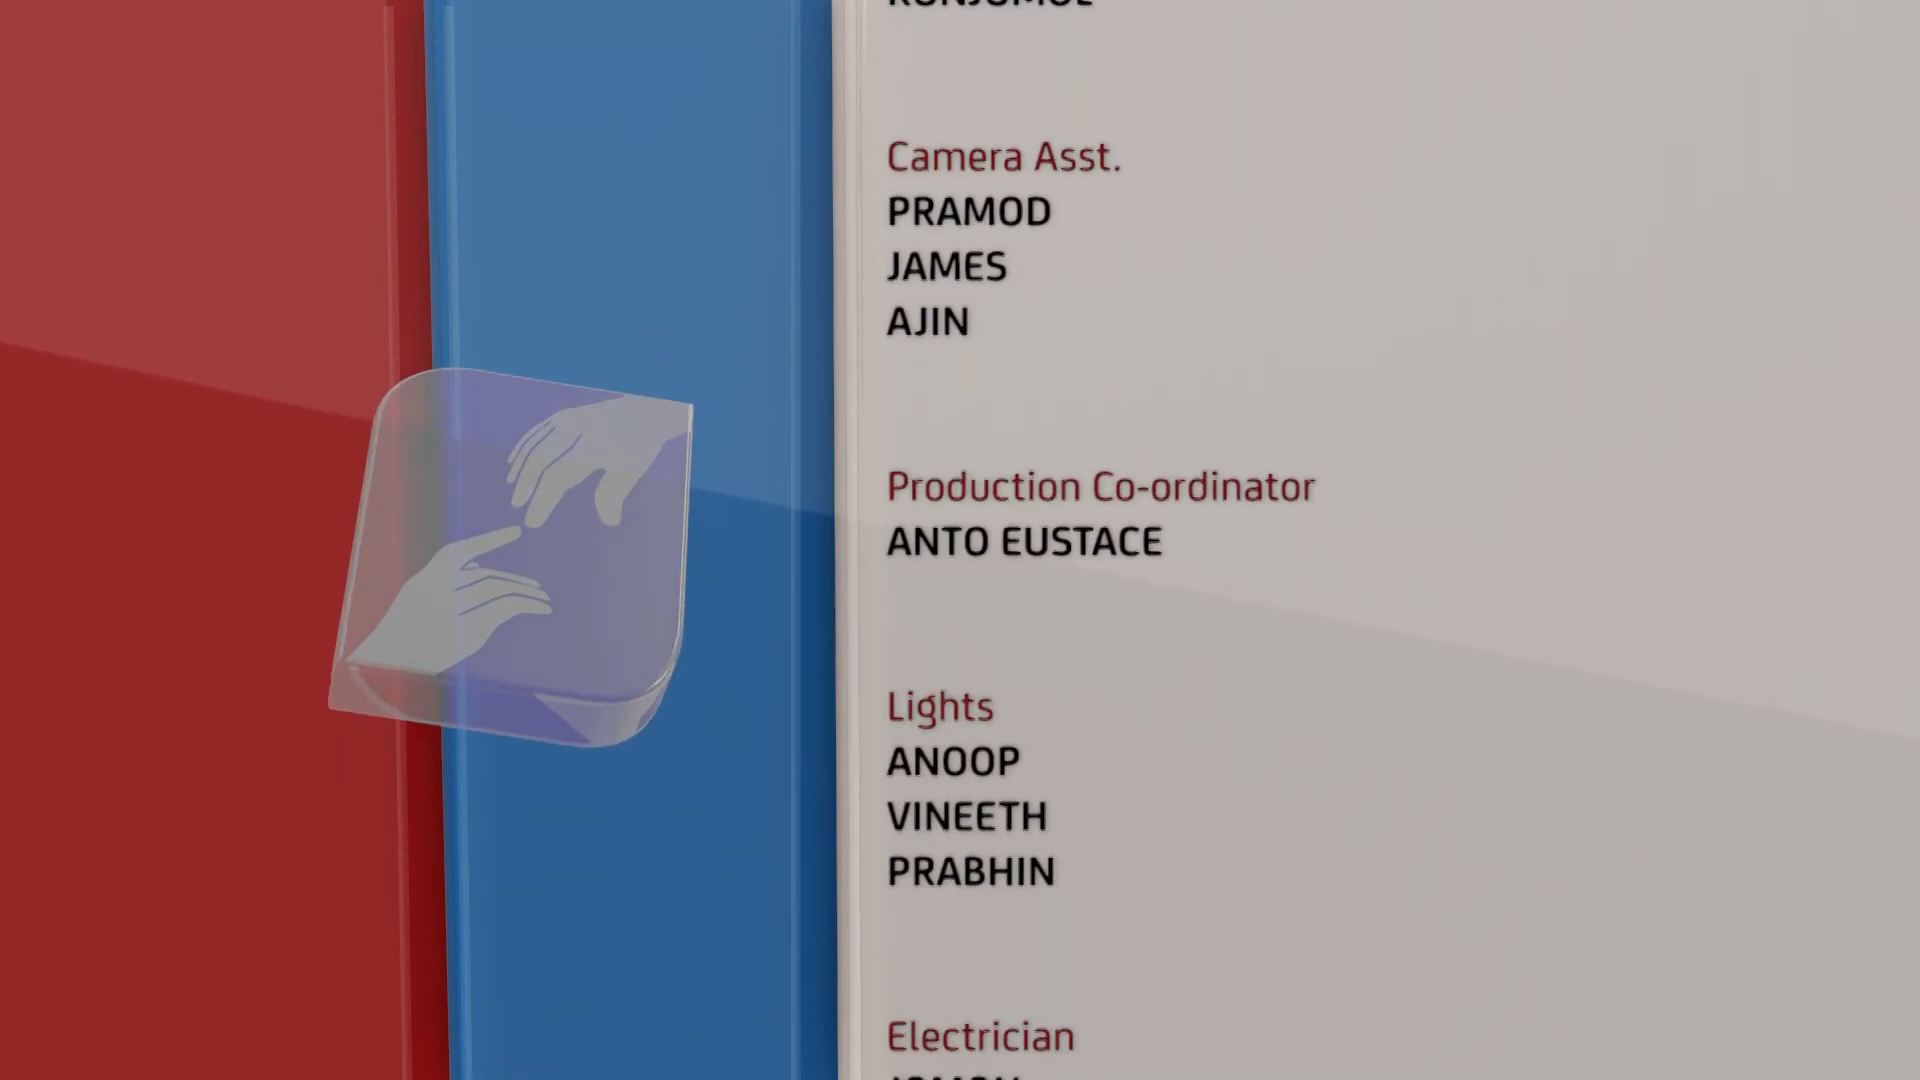 Camera Asst.
PRAMOD
JAMES
AJIN
Production Co-ordinator
ANTO EUSTACE
Lights
ANOOP
VINEETH
PRABHIN
Electrician